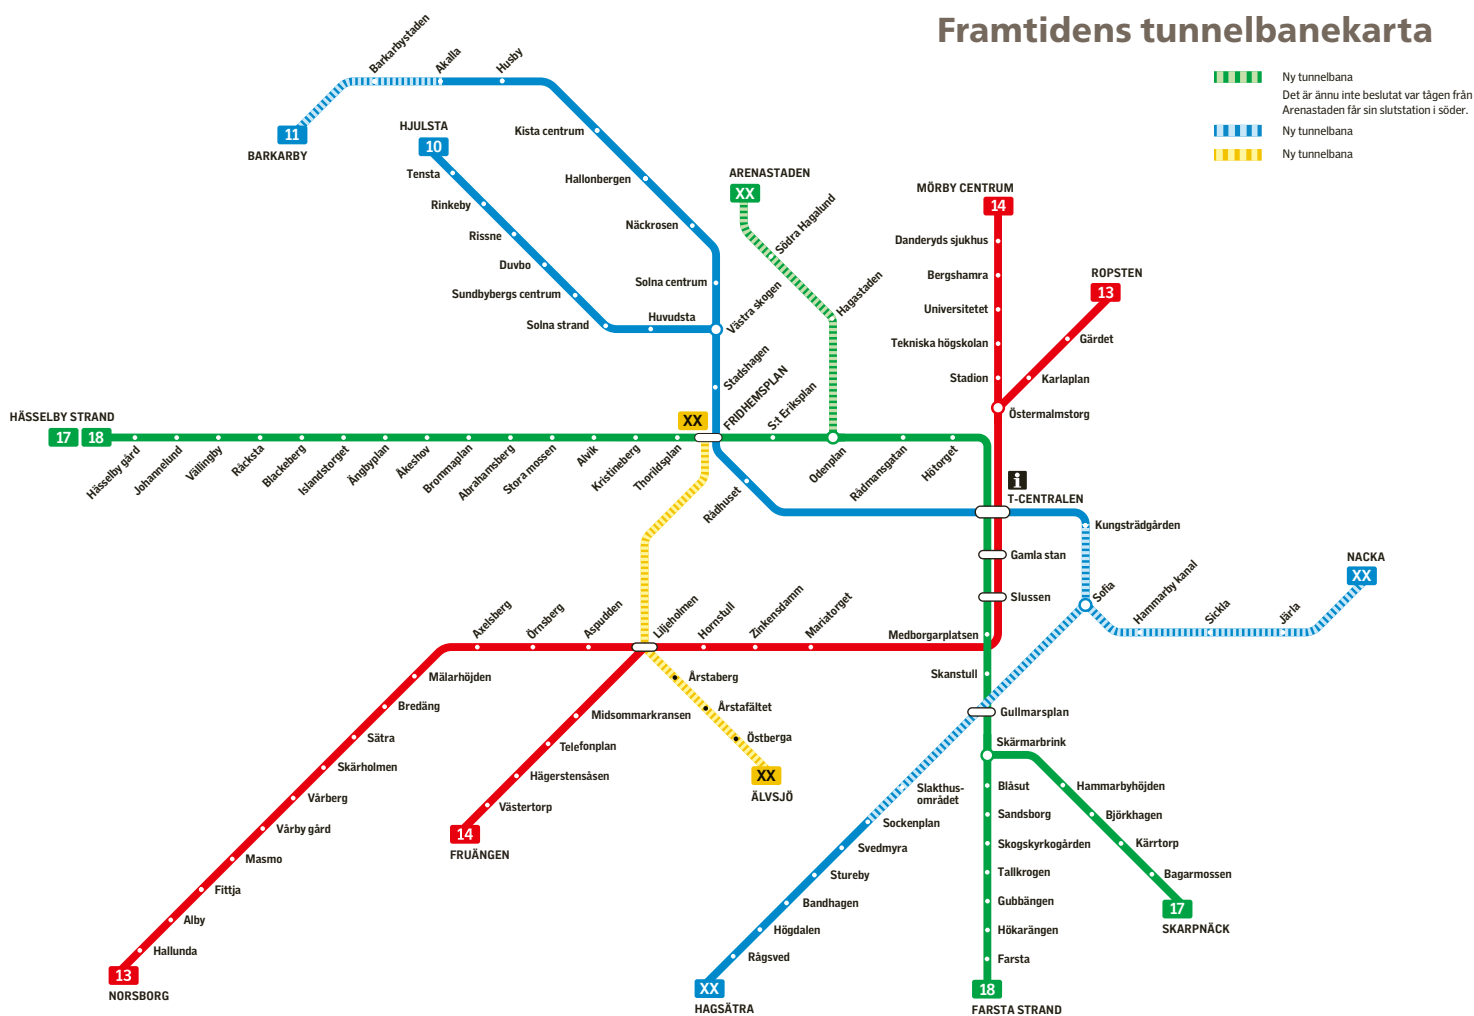 Framtidens tunnelbanekarta
Ny tunnelbana
Det är ännu inte beslutat var tågen från
Arenastaden får sin slutstation i söder.
Ny tunnelbana
Ny tunnelbana
Barkarbystaden
Akalla
Husby
11
BARKARBY
HJULSTA
10
Kista centrum
Hallonbergen
Näckrosen
Solna centrum
Tensta
Rinkeby
Rissne
Duvbo
Sundbybergs centrum
Solna strand
Huvudsta
Västra skogen
Stadshagen
ARENASTADEN
XX
Södra Hagalund
Hagastaden
MÖRBY CENTRUM
14
Danderyds sjukhus
Bergshamra
Universitetet
Tekniska högskolan
Stadion
ROPSTEN
13
Gärdet
Karlaplan
Östermalmstorg
HÄSSELBY STRAND
17
18
Hässelby gård
Johannelund
Vällingby
Råcksta
Blackeberg
Islandstorget
Ängbyplan
Åkeshov
Brommaplan
Abrahamsberg
Stora mossen
Alvik
Kristineberg
Thorildsplan
XX
FRIDHEMSPLAN
S:t Eriksplan
Odenplan
Rådmansgatan
Hötorget
Rådhuset
i
T-CENTRALEN
Kungsträdgården
Gamla stan
Slussen
NACKA
XX
Sofia
Hammarby kanal
Sickla
Järla
Axelsberg
Örnsberg
Aspudden
Liljeholmen
Hornstull
Zinkensdamm
Mariatorget
Medborgarplatsen
Skanstull
Gullmarsplan
Skärmarbrink
Mälarhöjden
Bredäng
Sätra
Skärholmen
Vårberg
Vårby gård
Masmo
Fittja
Alby
Hallunda
13
NORSBORG
Midsommarkransen
Telefonplan
Hägerstensåsen
Västertorp
14
FRUÄNGEN
Årstaberg
Årstafältet
Östberga
XX
ÄLVSJÖ
Slakthus-
området
Sockenplan
Svedmyra
Stureby
Bandhagen
Högdalen
Rågsved
XX
HAGSÄTRA
Blåsut
Sandsborg
Skogskyrkogården
Tallkrogen
Gubbängen
Hökarängen
Farsta
18
FARSTA STRAND
Hammarbyhöjden
Björkhagen
Kärrtorp
Bagarmossen
17
SKARPNÄCK